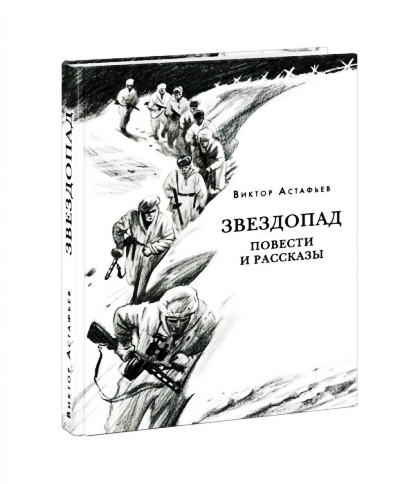 Виктор Астафьев
ЗВЕЗДОПАД
ПОВЕСТИ
И РАССКАЗЫ
Виктор Астафьев ЗВЕЗДОПАД